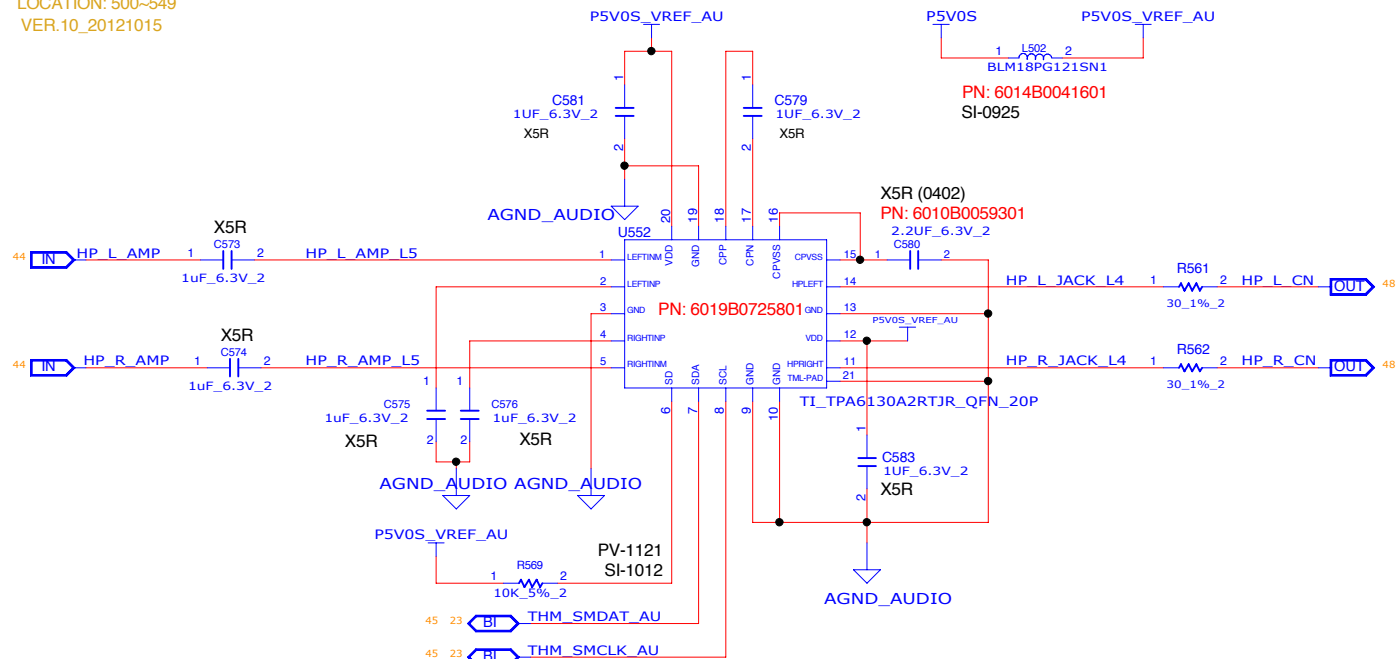 LOCATION: 500~549
VER.10_20121015
P5V0S_VREF_AU
P5V0S
P5V0S_VREF_AU
1
L502
2
BLM18PG121SN1
PN: 6014B0041601
SI-0925
1
C581
1UF_6.3V_2
X5R
2
1
C579
1UF_6.3V_2
X5R
2
AGND_AUDIO
X5R (0402)
PN: 6010B0059301
2.2UF_6.3V_2
1
C580
2
20
19
18
17
16
U552
VDD
GND
CPP
CPN
CPVSS
44
IN
HP_L_AMP
1
X5R
C573
1uF_6.3V_2
2
HP_L_AMP_L5
1
LEFTINM
CPVSS
15
2
LEFTINP
HPLEFT
14
HP_L_JACK_L4
1
R561
30_1%_2
2
HP_L_CN
OUT
48
3
GND
PN: 6019B0725801
GND
13
4
RIGHTINP
VDD
12
P5V0S_VREF_AU
44
IN
HP_R_AMP
1
X5R
C574
1uF_6.3V_2
2
HP_R_AMP_L5
5
RIGHTINM
HPRIGHT
11
HP_R_JACK_L4
1
R562
30_1%_2
2
HP_R_CN
OUT
48
TML-PAD
21
SD
SDA
SCL
GND
GND
6
7
8
9
10
TI_TPA6130A2RTJR_QFN_20P
1
C575
1uF_6.3V_2
X5R
2
1
C576
1uF_6.3V_2
X5R
2
1
C583
1UF_6.3V_2
X5R
2
AGND_AUDIO
AGND_AUDIO
P5V0S_VREF_AU
1
R569
10K_5%_2
2
PV-1121
SI-1012
AGND_AUDIO
45
23
BI
THM_SMDAT_AU
45
23
BI
THM_SMCLK_AU